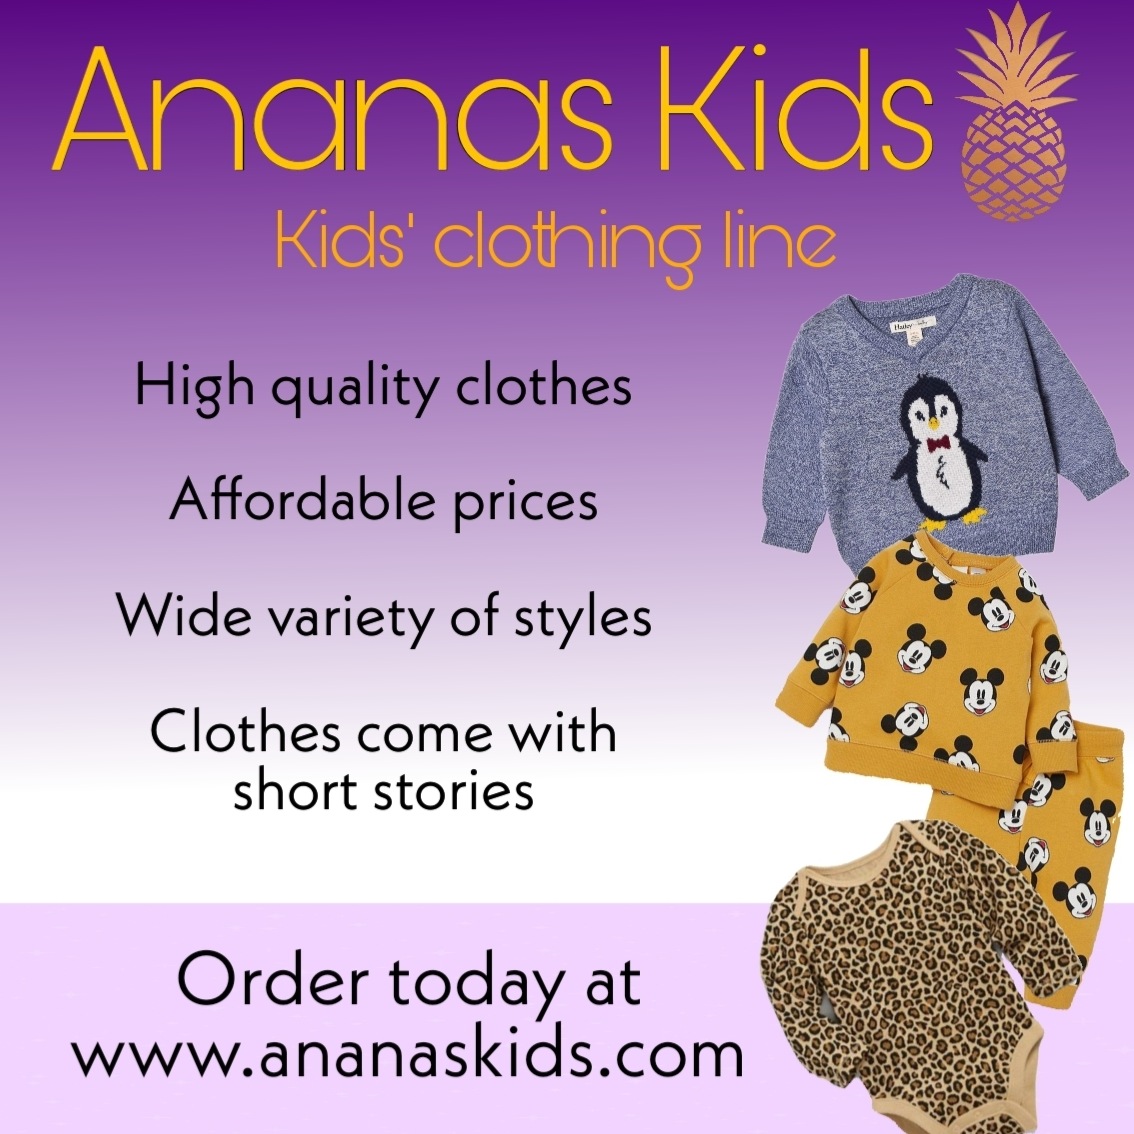 Ananas Kids
Kids' clothing line
Hatley
High quality clothes
Affordable prices
Wide variety of styles
Clothes come with
short stories
Order today at
www.ananaskids.com